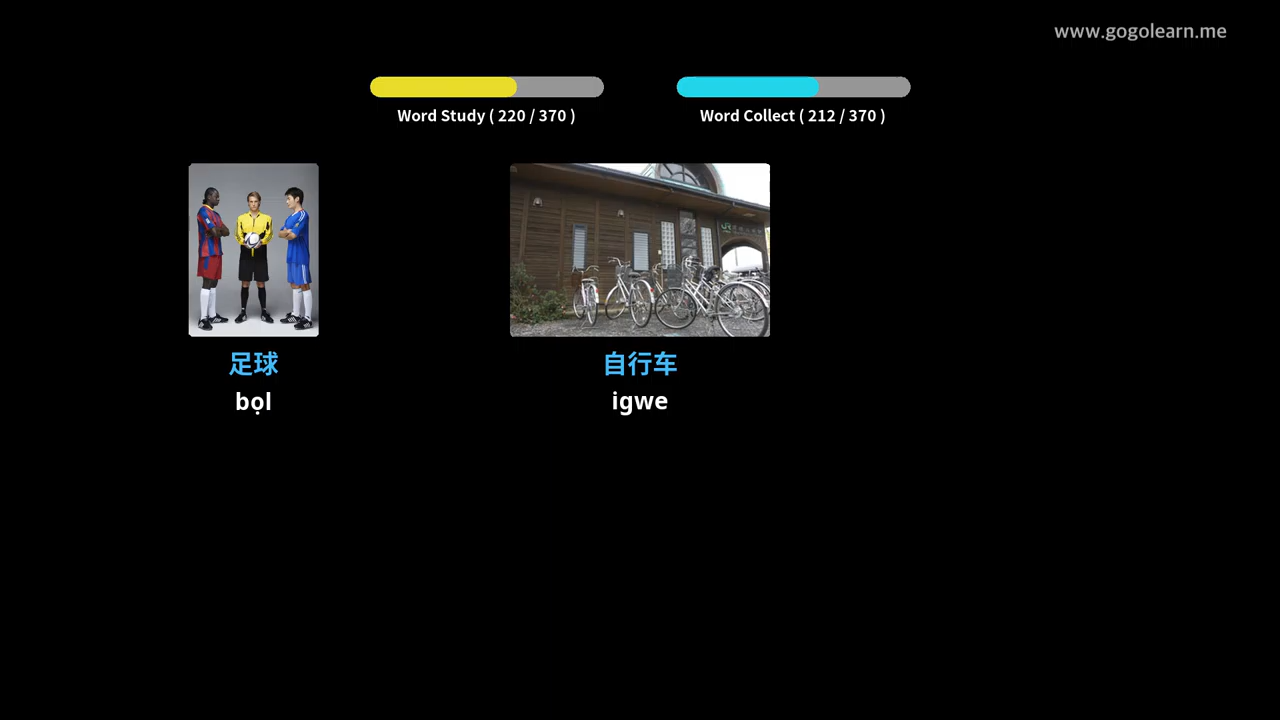 www.gogolearn.me
Word Study ( 220 / 370 )
Word Collect ( 212 / 370 )
足球
bọl
自行车
igwe